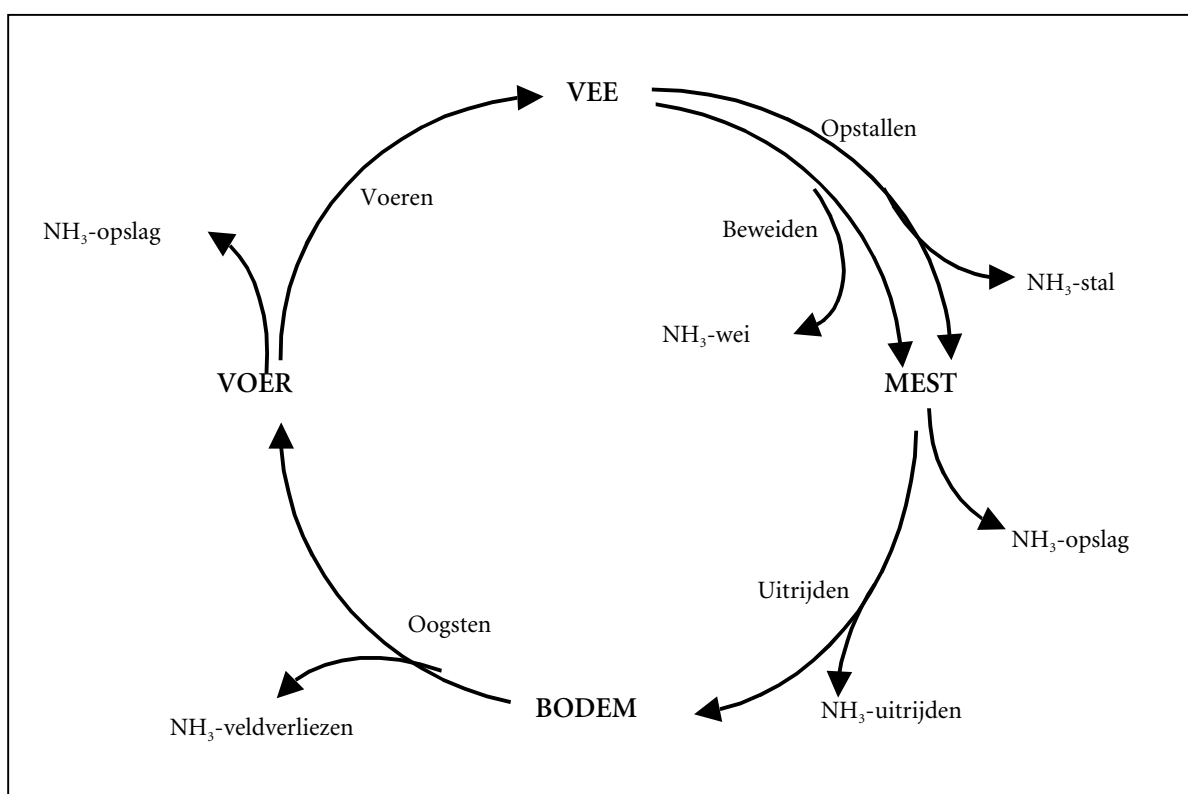 VEE
Opstallen
Voeren
Beweiden
NH₃-opslag
NH₃-stal
NH₃-wei
VOER
MEST
NH₃-opslag
Uitrijden
Oogsten
BODEM
NH₃-uitrijden
NH₃-veldverliezen